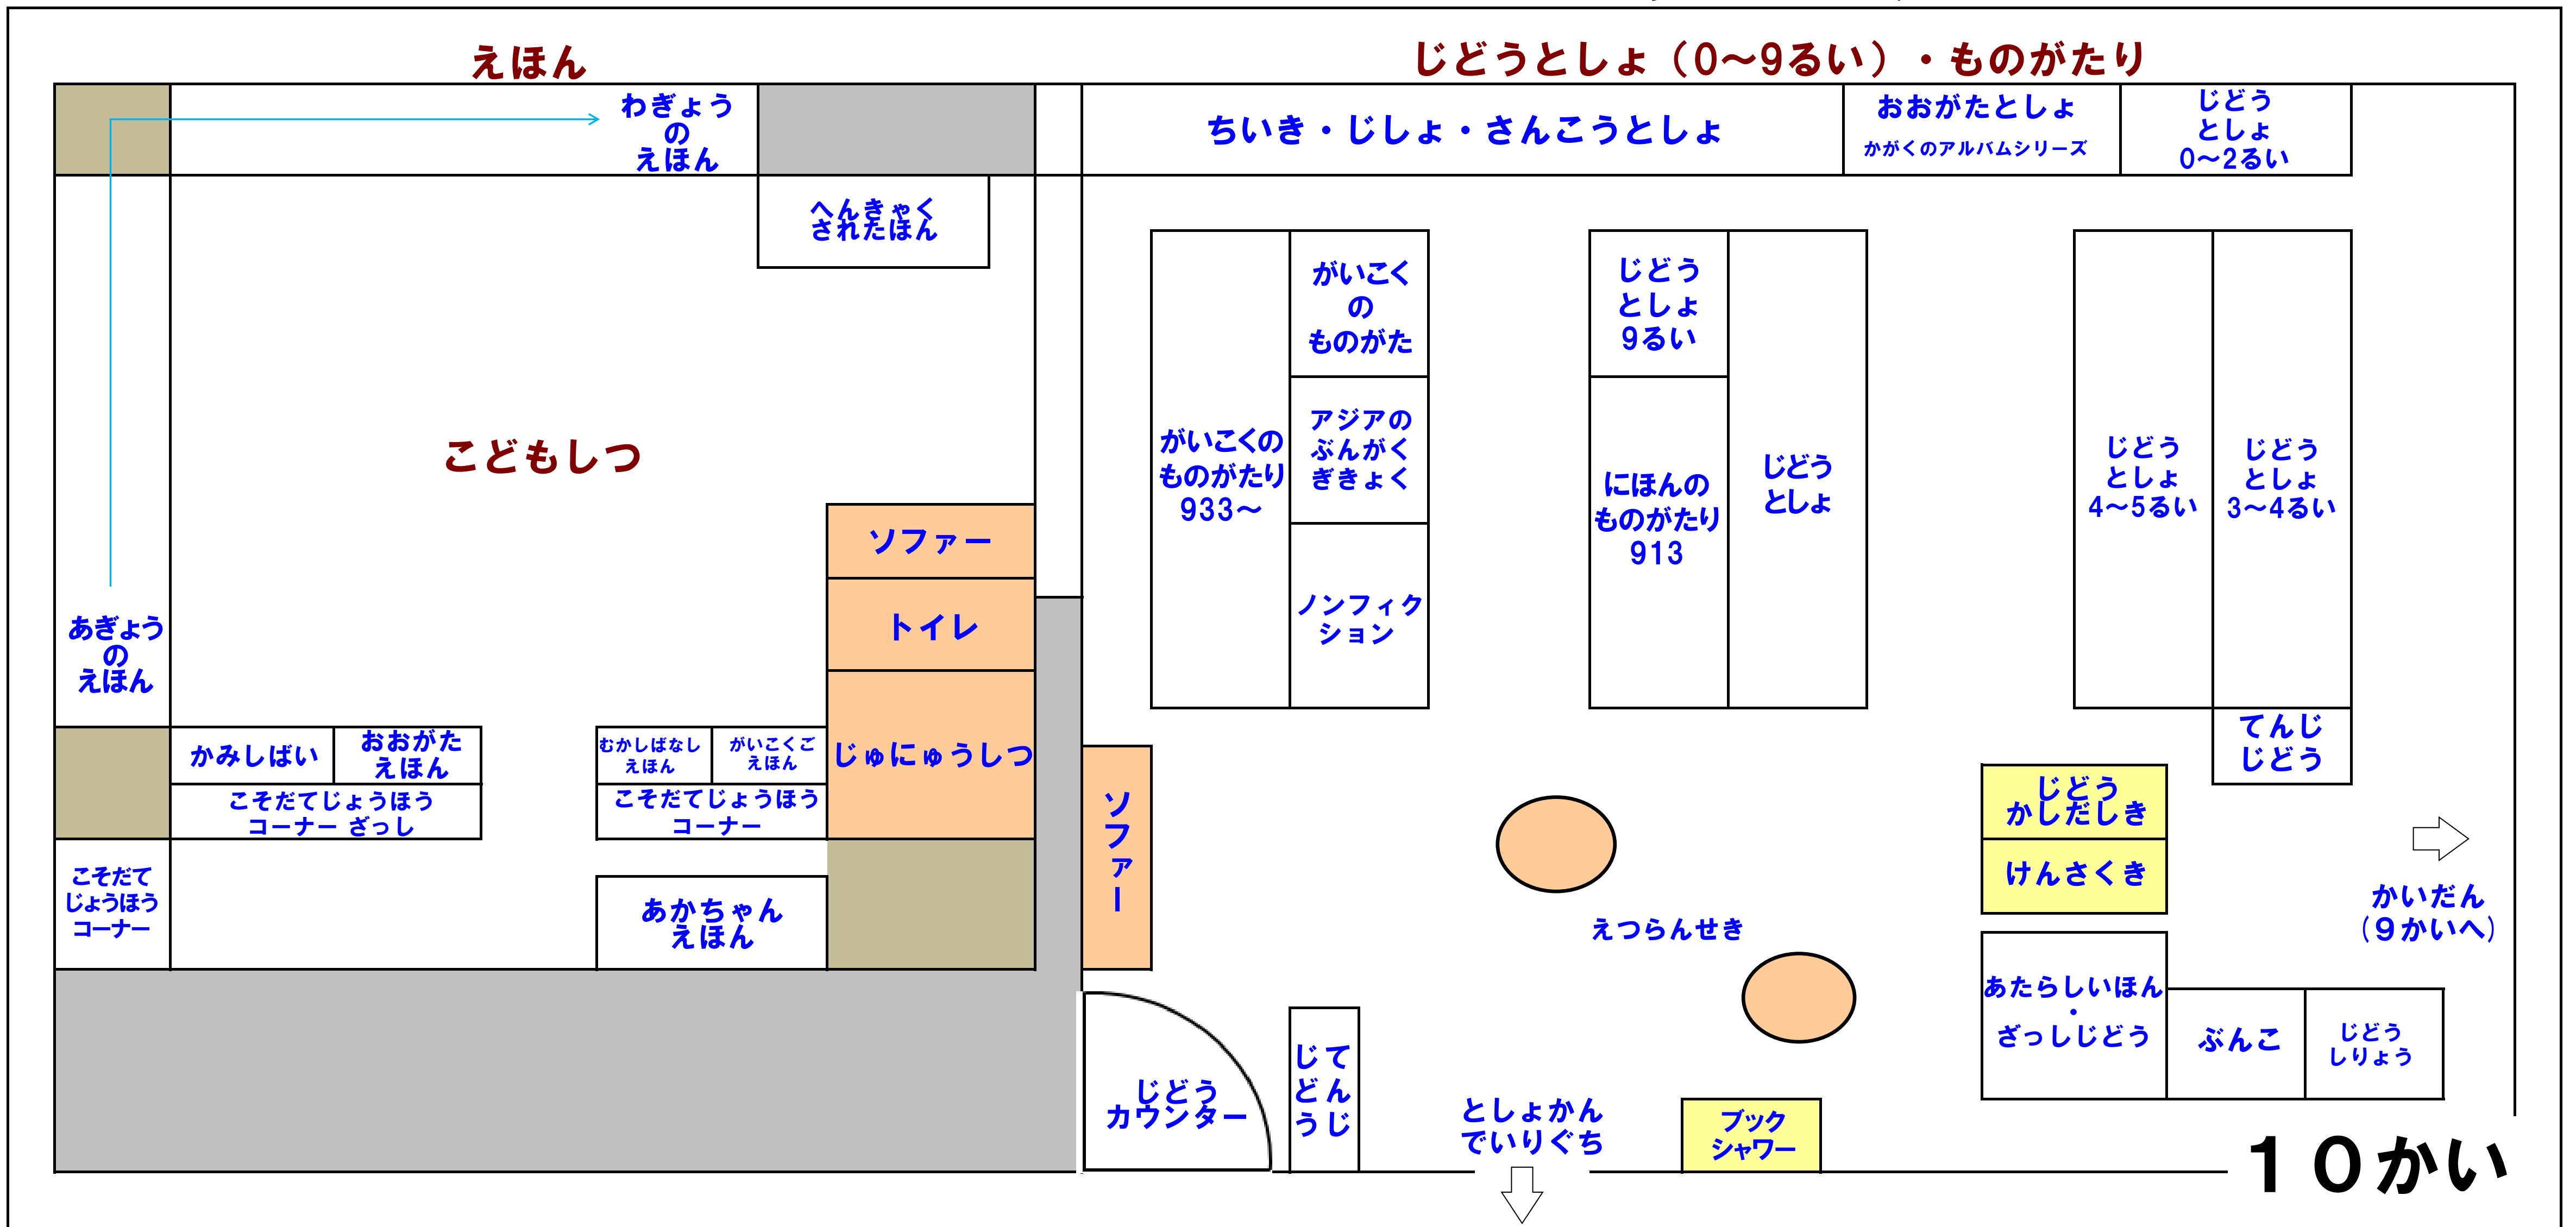 えほん
じどうとしょ（0～9るい）・ものがたり
わぎょう
の
えほん
ちいき・じしょ・さんこうとしょ
おおがたとしょ
かがくのアルバムシリーズ
じどう
としょ
0～2るい
へんきゃく
されたほん
がいこくの
ものがたり
933～
がいこく
の
ものがた
アジアの
ぶんがく
ぎきょく
ノンフィク
ション
じどう
としょ
9るい
にほんの
ものがたり
913
じどう
としょ
じどう
としょ
4～5るい
じどう
としょ
3～4るい
てんじ
じどう
こどもしつ
ソファー
トイレ
じゅにゅうしつ
あぎょう
の
えほん
かみしばい
おおがた
えほん
こそだてじょうほう
コーナー ざっし
むかしばなし
えほん
がいこくご
えほん
こそだてじょうほう
コーナー
こそだて
じょうほう
コーナー
あかちゃん
えほん
ソファー
えつらんせき
じどう
かしだしき
けんさくき
かいだん
（９かいへ）
あたらしいほん
・
ざっしじどう
ぶんこ
じどう
しりょう
じどう
カウンター
てんじ
じどう
としょかん
でいりぐち
ブック
シャワー
１０かい